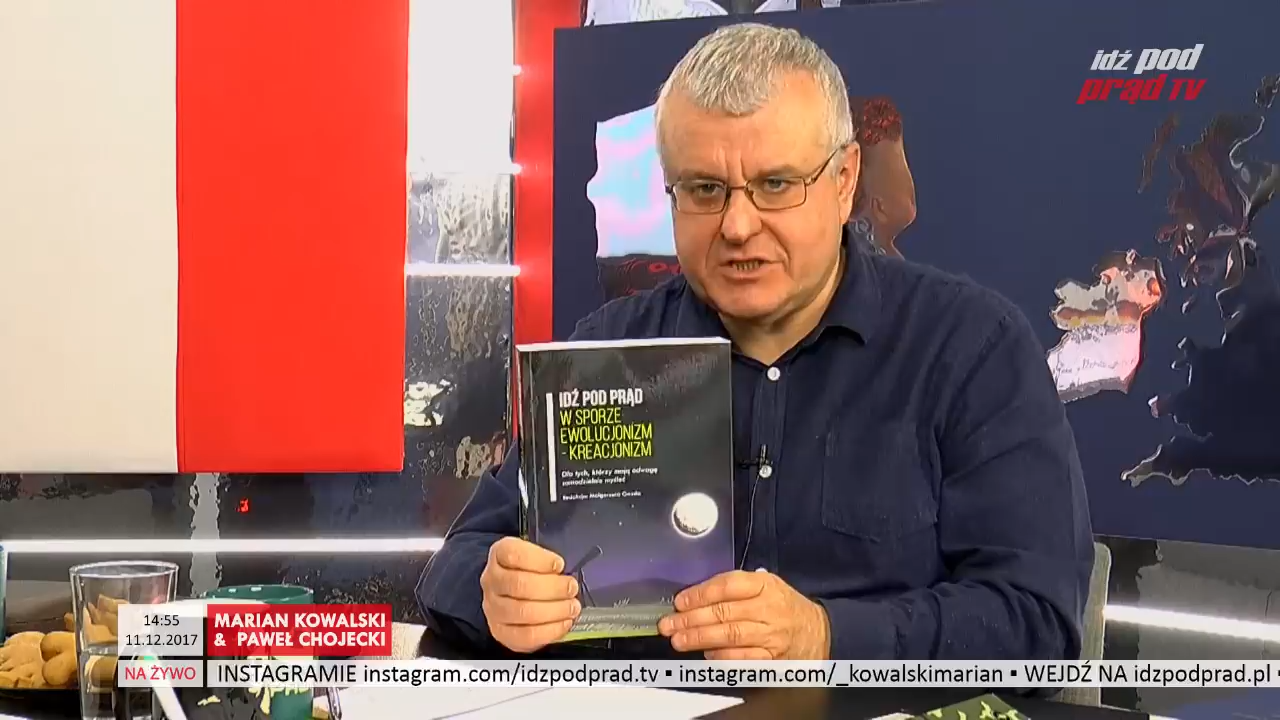 idź pod
prąd TV
IDŹ POD PRĄD
W SPORZE
EWOLUCJONIZM
- KREACJONIZM
Dla tych, którzy mają odwagę
samodzielnie myśleć
14:55
11.12.2017
MARIAN KOWALSKI
& PAWEŁ CHOJECKI
NA ŻYWO
INSTAGRAMIE instagram.com/idzpodprad.tv ▪ instagram.com/_kowalskimarian ▪ WEJDŹ NA idzpodprad.pl ▪